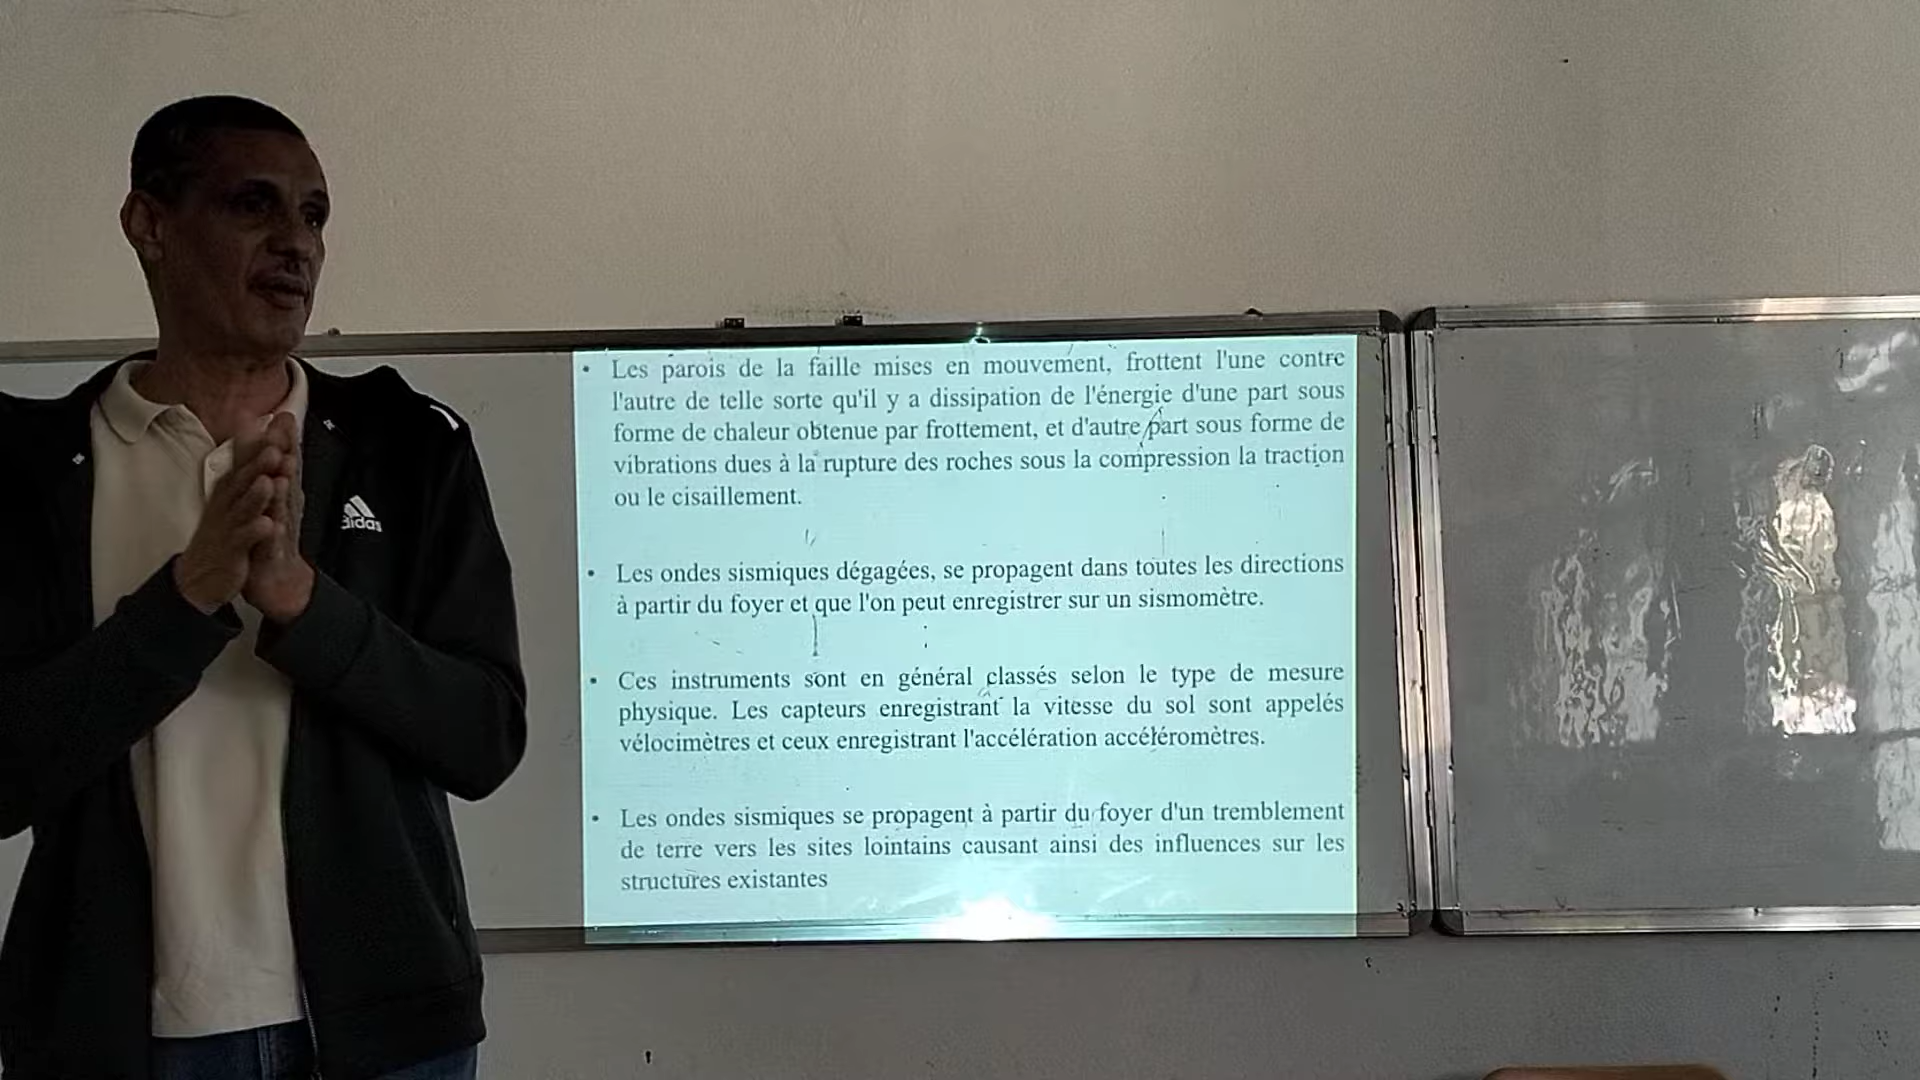 adidas
• Les parois de la faille mises en mouvement, frottent l'une contre
l'autre de telle sorte qu'il y a dissipation de l'énergie d'une part sous
forme de chaleur obtenue par frottement, et d'autre part sous forme de
vibrations dues à la rupture des roches sous la compression la traction
ou le cisaillement.
• Les ondes sismiques dégagées, se propagent dans toutes les directions
à partir du foyer et que l'on peut enregistrer sur un sismomètre.
• Ces instruments sont en général classés selon le type de mesure
physique. Les capteurs enregistrant la vitesse du sol sont appelés
vélocimètres et ceux enregistrant l'accélération accéléromètres.
• Les ondes sismiques se propagent à partir du foyer d'un tremblement
de terre vers les sites lointains causant ainsi des influences sur les
structures existantes